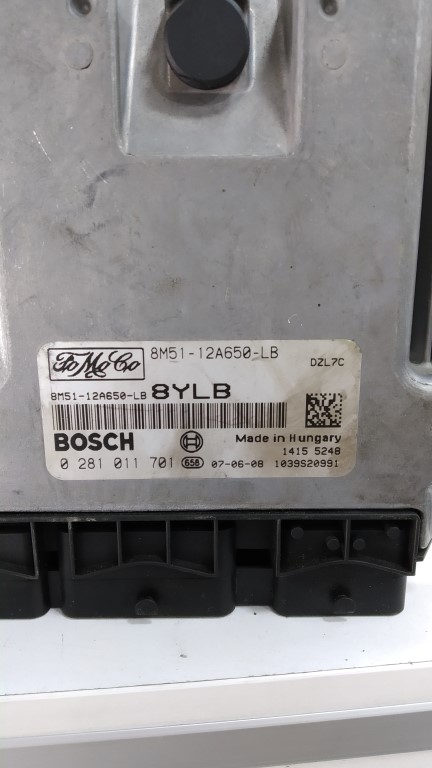 FoMoCo 8M51-12A650-LB
DZL7C
8M51-12A650-LB 8YLB
BOSCH Made in Hungary
1415 5248
0 281 011 701 65B 07-06-08 1039S20991